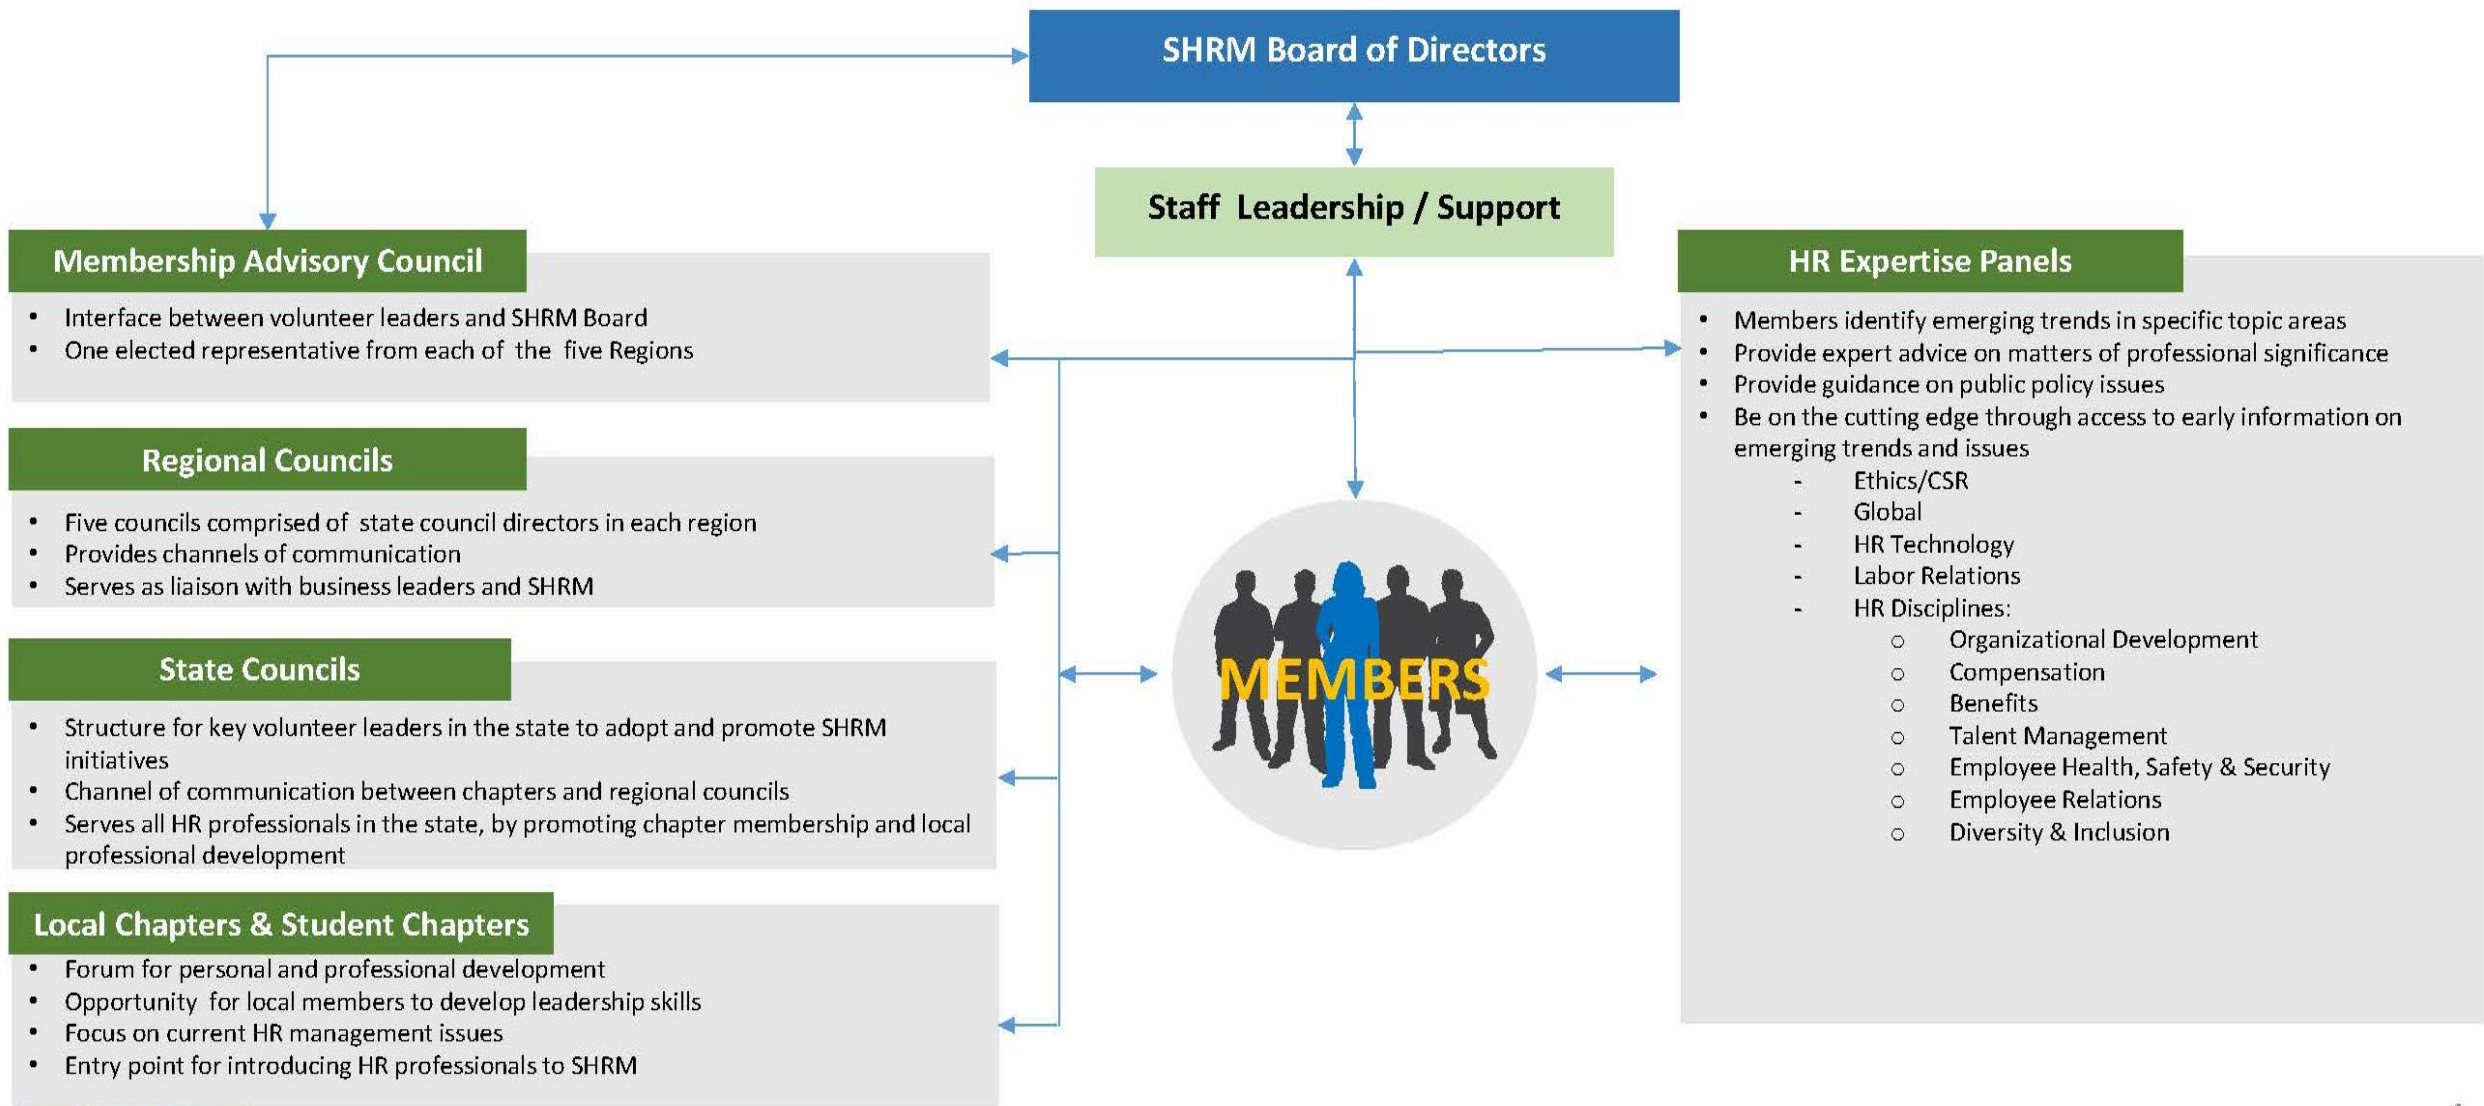 SHRM Board of Directors
Staff Leadership / Support
Membership Advisory Council
• Interface between volunteer leaders and SHRM Board
• One elected representative from each of the five Regions
Regional Councils
• Five councils comprised of state council directors in each region
• Provides channels of communication
• Serves as liaison with business leaders and SHRM
State Councils
• Structure for key volunteer leaders in the state to adopt and promote SHRM
initiatives
• Channel of communication between chapters and regional councils
• Serves all HR professionals in the state, by promoting chapter membership and local
professional development
Local Chapters & Student Chapters
• Forum for personal and professional development
• Opportunity for local members to develop leadership skills
• Focus on current HR management issues
• Entry point for introducing HR professionals to SHRM
MEMBERS
HR Expertise Panels
• Members identify emerging trends in specific topic areas
• Provide expert advice on matters of professional significance
• Provide guidance on public policy issues
• Be on the cutting edge through access to early information on
emerging trends and issues
- Ethics/CSR
- Global
- HR Technology
- Labor Relations
- HR Disciplines:
o Organizational Development
o Compensation
o Benefits
o Talent Management
o Employee Health, Safety & Security
o Employee Relations
o Diversity & Inclusion